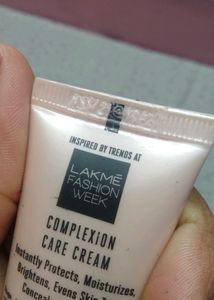 INSPIRED BY TRENDS AT
LAKMÉ
FASHION
WEEK
COMPLEXiON
CARE CREAM
Instantly Protects, Moisturizes,
Brightens, Evens Skin